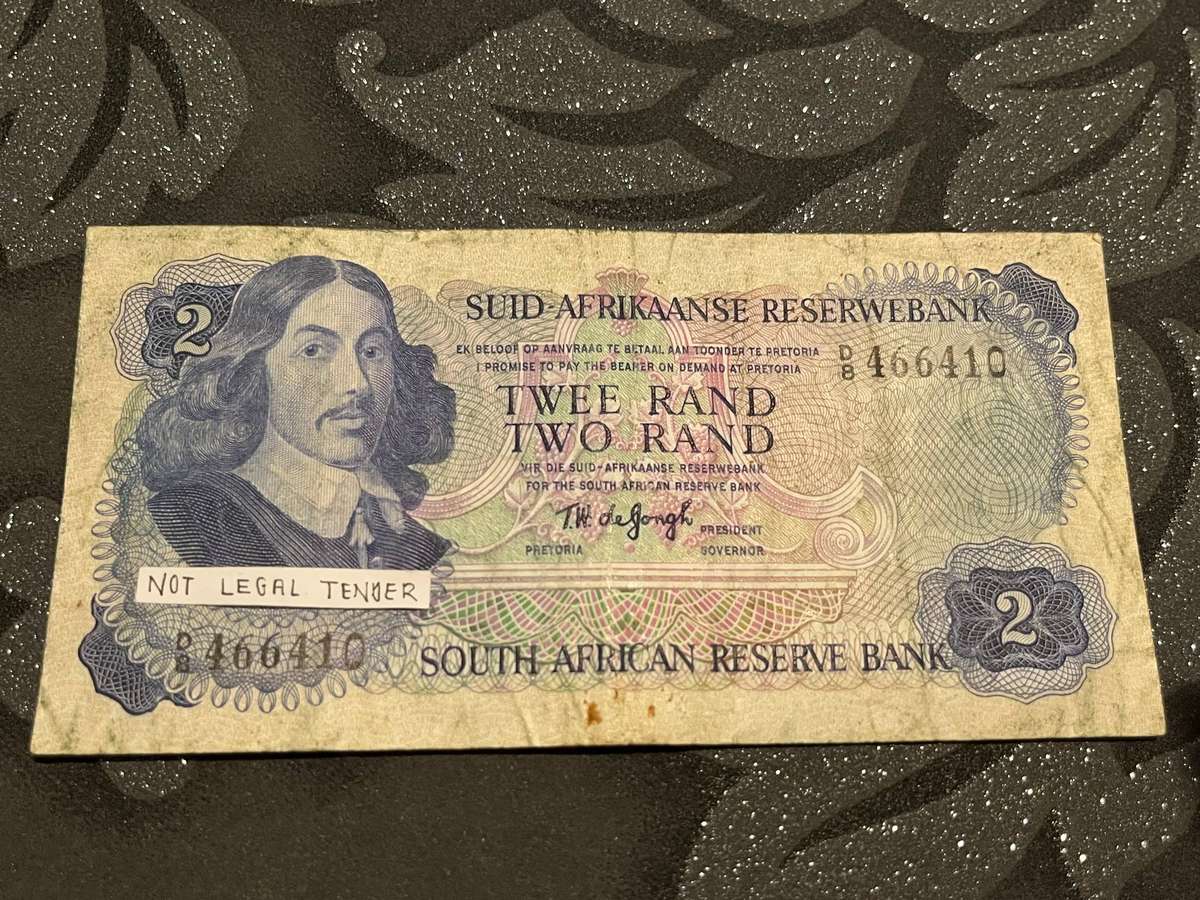 2
SUID-AFRIKAANSE RESERWEBANK
EK BELOOF OP AANVRAAG TE BETAAL AAN TOONDER TE PRETORIA
I PROMISE TO PAY THE BEARER ON DEMAND AT PRETORIA
D/8 466410
TWEE RAND
TWO RAND
VIR DIE SUID-AFRIKAANSE RESERWEBANK
FOR THE SOUTH AFRICAN RESERVE BANK
T.W. de Jongh
PRESIDENT
PRETORIA GOVERNOR
NOT LEGAL TENDER
2
D/8 466410
SOUTH AFRICAN RESERVE BANK